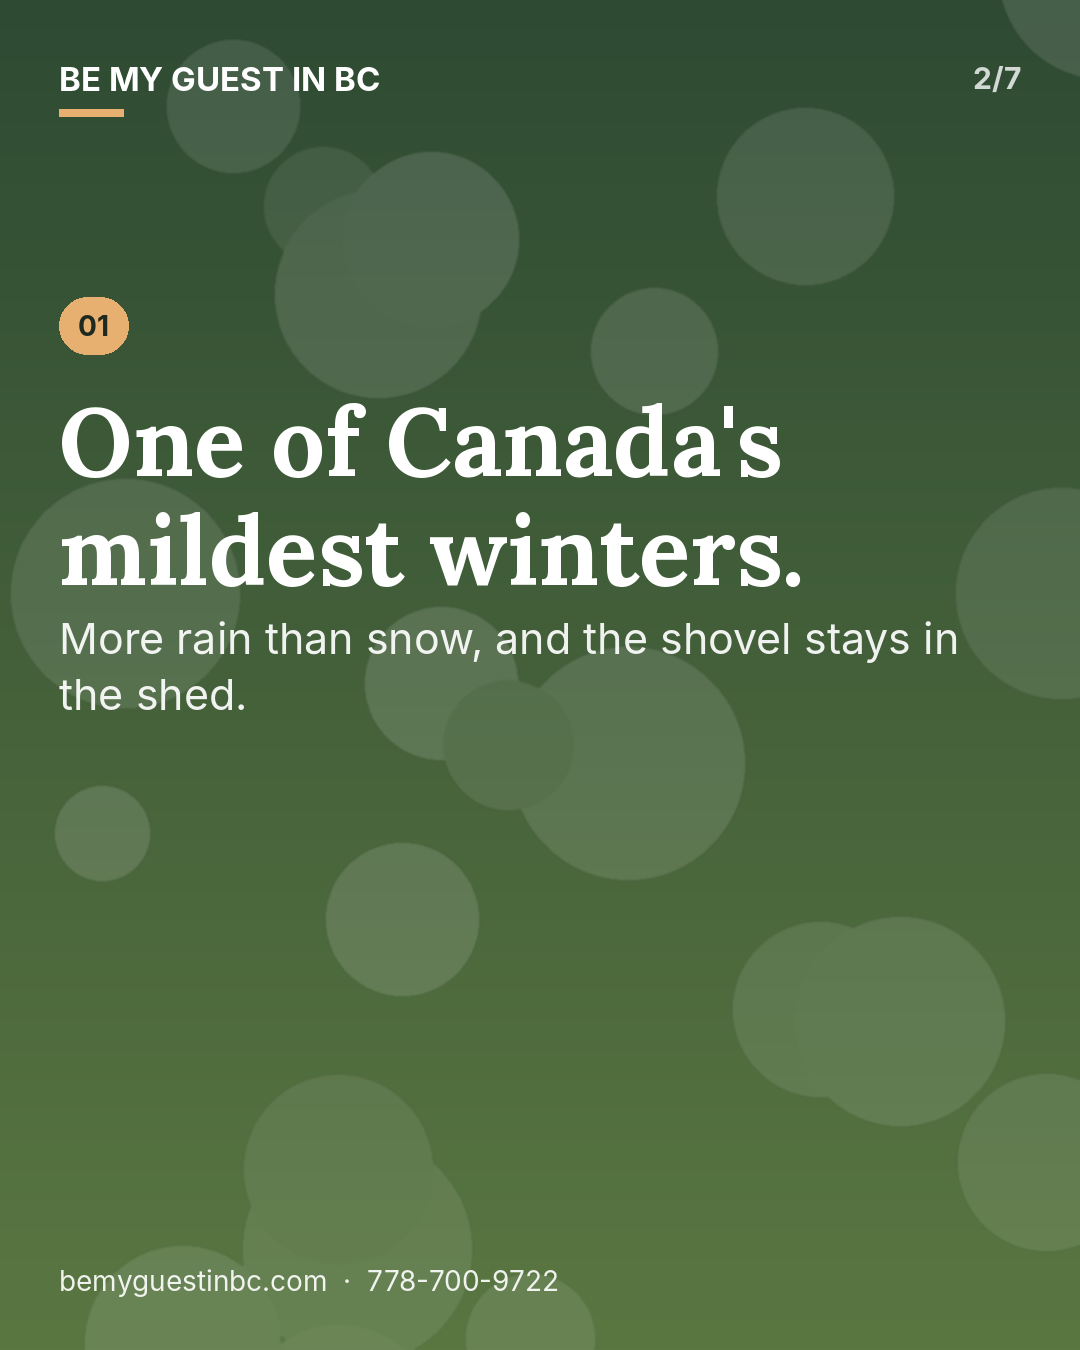 BE MY GUEST IN BC
2/7
01
One of Canada's
mildest winters.
More rain than snow, and the shovel stays in
the shed.
bemyguestinbc.com · 778-700-9722